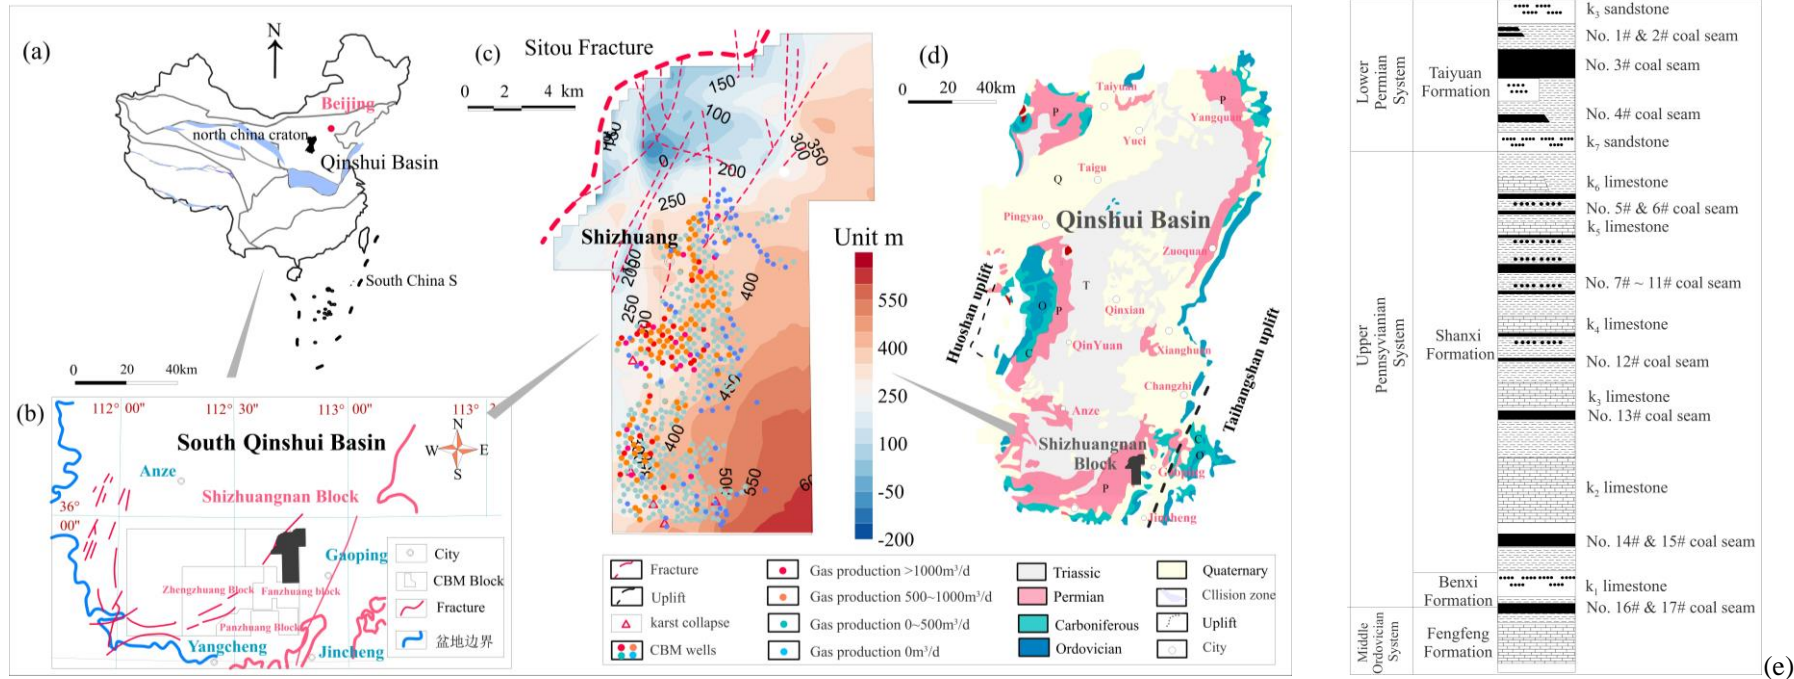 (a)
N
Beijing
north china craton
Qinshui Basin
South China S
0 20 40km
(b)
112° 00"
112° 30"
113° 00"
113°
South Qinshui Basin
N
W
E
S
Anze
Shizhuangnan Block
36°
00"
Gaoping
Zhengzhuang Block
Fanzhuang block
Panzhuang Block
Yangcheng
Jincheng
City
CBM Block
Fracture
盆地边界
(c)
Sitou Fracture
0 2 4 km
150
100
0
200
250
300
350
Shizhuang
250
400
400
500
550
Unit m
550
400
250
100
-50
-200
Fracture
Uplift
karst collapse
CBM wells
Gas production >1000m³/d
Gas production 500~1000m³/d
Gas production 0~500m³/d
Gas production 0m³/d
Triassic
Permian
Carboniferous
Ordovician
Quaternary
Cllision zone
Uplift
City
(d)
0 20 40km
Taiyuan
P
P
Yangquan
Yuci
Taigu
Q
Pingyao
Qinshui Basin
Zuoquan
Huoshan uplift
T
O
P
Qinxian
QinYuan
C
Xianghuan
Changzhi
Taihangshan uplift
Anze
Shizhuangnan
Block
C
O
Gaoping
P
Jincheng
Lower
Permian
System
Taiyuan
Formation
Upper
Pennsyvianian
System
Shanxi
Formation
Benxi
Formation
Middle
Ordovician
System
Fengfeng
Formation
k₃ sandstone
No. 1# & 2# coal seam
No. 3# coal seam
No. 4# coal seam
k₇ sandstone
k₆ limestone
No. 5# & 6# coal seam
k₅ limestone
No. 7# ~ 11# coal seam
k₄ limestone
No. 12# coal seam
k₃ limestone
No. 13# coal seam
k₂ limestone
No. 14# & 15# coal seam
k₁ limestone
No. 16# & 17# coal seam
(e)